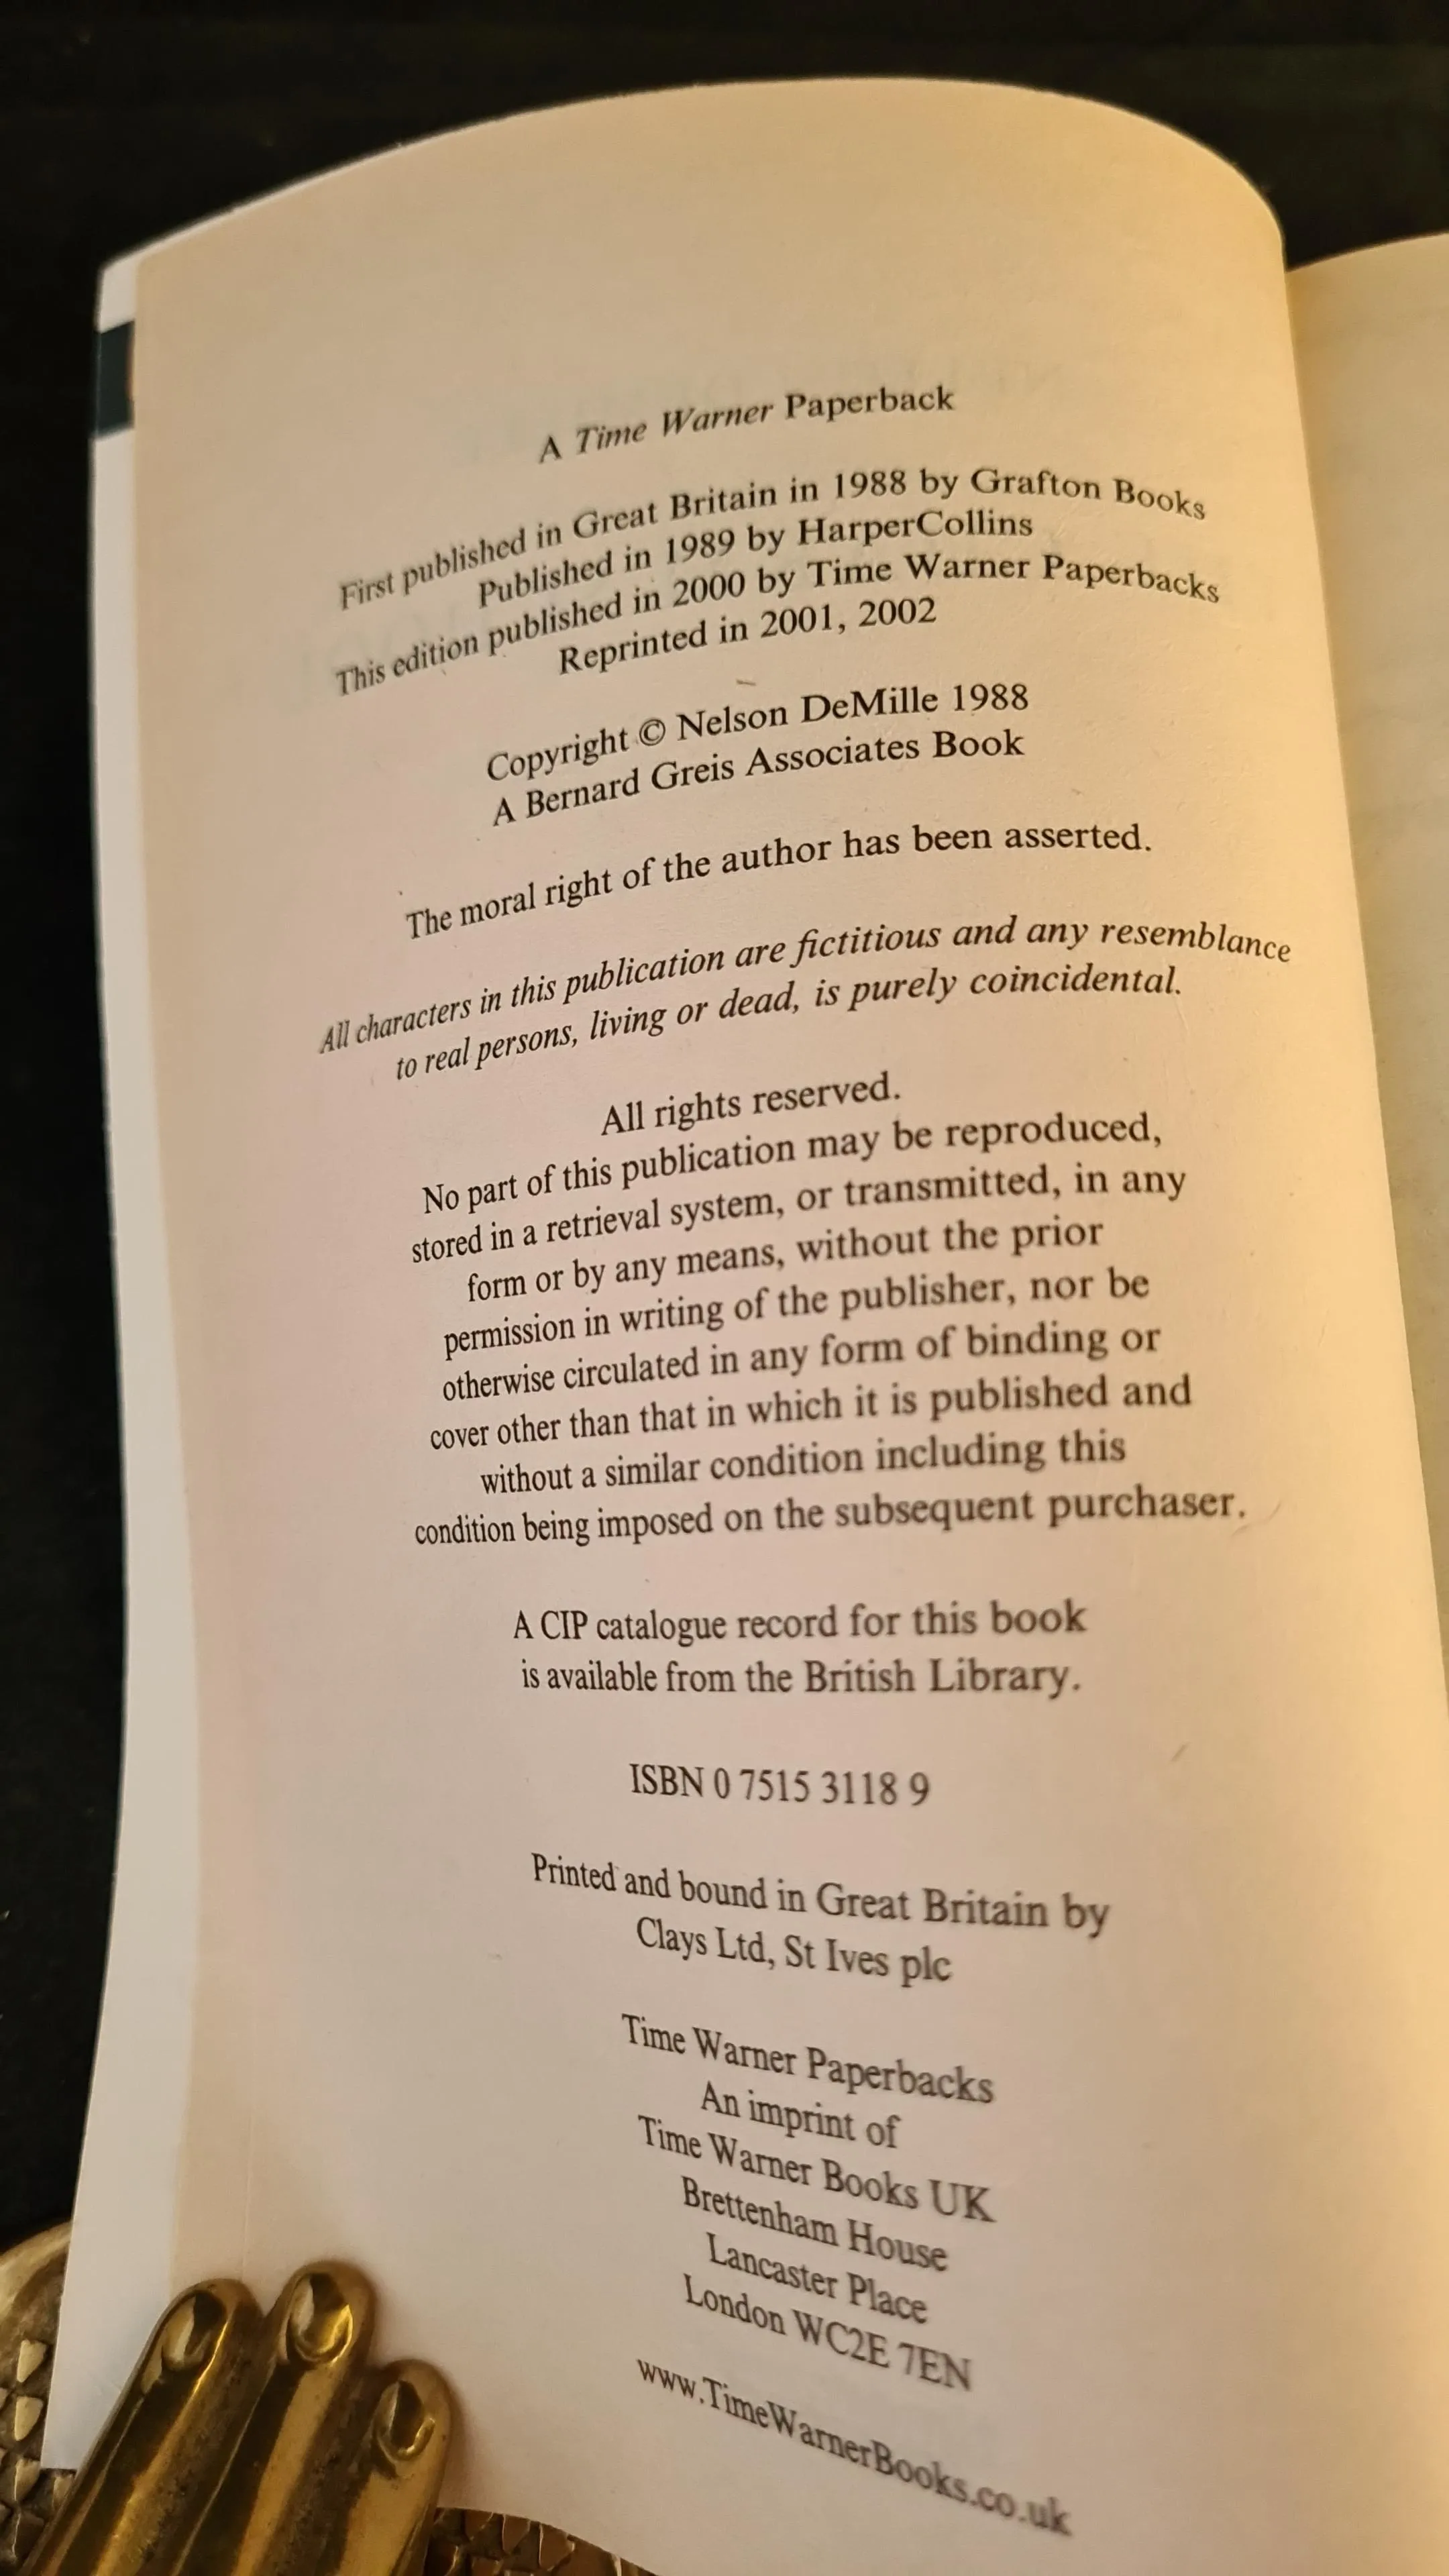 A Time Warner Paperback
First published in Great Britain in 1988 by Grafton Books
Published in 1989 by HarperCollins
This edition published in 2000 by Time Warner Paperbacks
Reprinted in 2001, 2002
Copyright © Nelson DeMille 1988
A Bernard Greis Associates Book
The moral right of the author has been asserted.
All characters in this publication are fictitious and any resemblance
to real persons, living or dead, is purely coincidental.
All rights reserved.
No part of this publication may be reproduced,
stored in a retrieval system, or transmitted, in any
form or by any means, without the prior
permission in writing of the publisher, nor be
otherwise circulated in any form of binding or
cover other than that in which it is published and
without a similar condition including this
condition being imposed on the subsequent purchaser.
A CIP catalogue record for this book
is available from the British Library.
ISBN 0 7515 3118 9
Printed and bound in Great Britain by
Clays Ltd, St Ives plc
Time Warner Paperbacks
An imprint of
Time Warner Books UK
Brettenham House
Lancaster Place
London WC2E 7EN
www.TimeWarnerBooks.co.uk